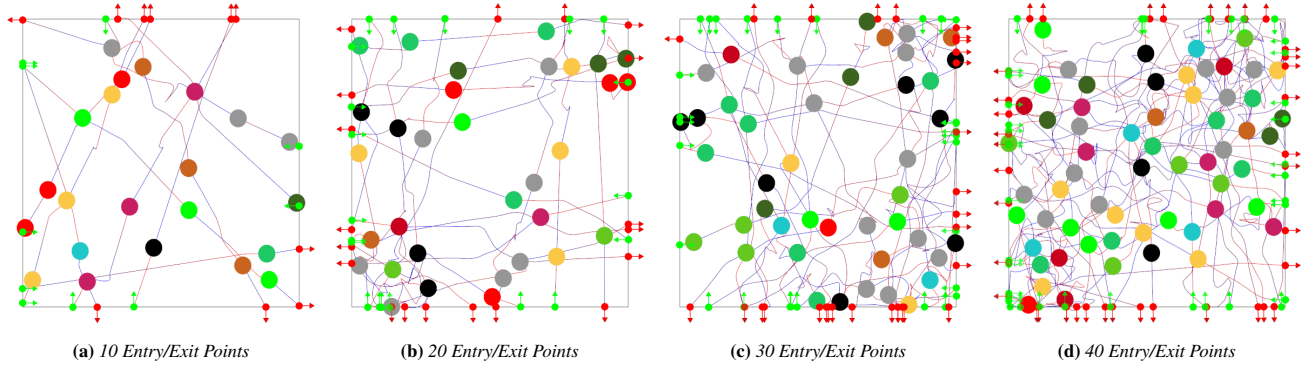 (a) 10 Entry/Exit Points
(b) 20 Entry/Exit Points
(c) 30 Entry/Exit Points
(d) 40 Entry/Exit Points